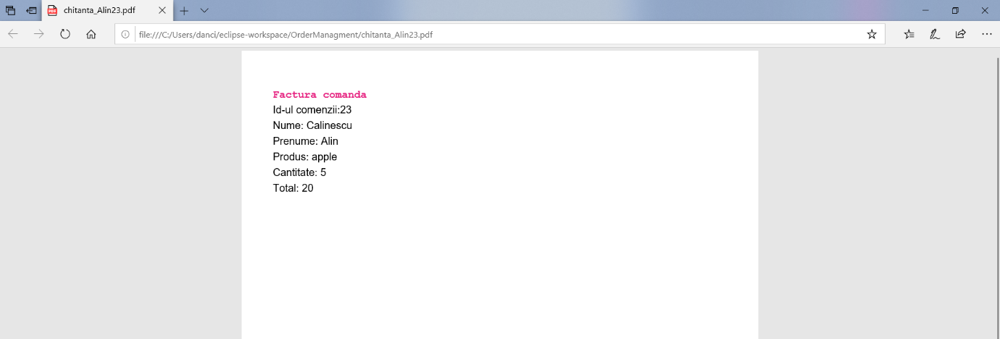 chitanta_Alin23.pdf
file:///C:/Users/danci/eclipse-workspace/OrderManagment/chitanta_Alin23.pdf
Factura comanda
Id-ul comenzii:23
Nume: Calinescu
Prenume: Alin
Produs: apple
Cantitate: 5
Total: 20